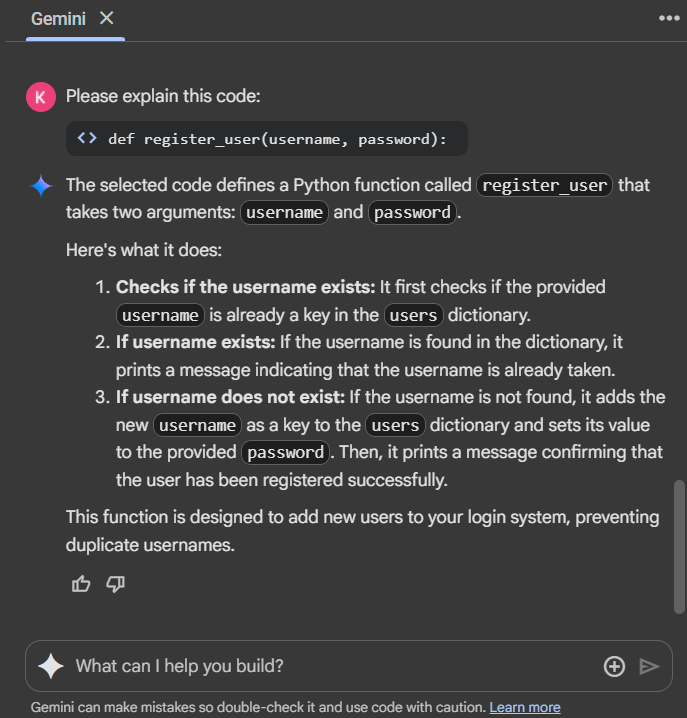 Gemini
K
Please explain this code:
<> def register_user(username, password):
The selected code defines a Python function called register_user that
takes two arguments: username and password.
Here's what it does:
1. Checks if the username exists: It first checks if the provided
username is already a key in the users dictionary.
2. If username exists: If the username is found in the dictionary, it
prints a message indicating that the username is already taken.
3. If username does not exist: If the username is not found, it adds the
new username as a key to the users dictionary and sets its value
to the provided password. Then, it prints a message confirming that
the user has been registered successfully.
This function is designed to add new users to your login system, preventing
duplicate usernames.
What can I help you build?
Gemini can make mistakes so double-check it and use code with caution. Learn more